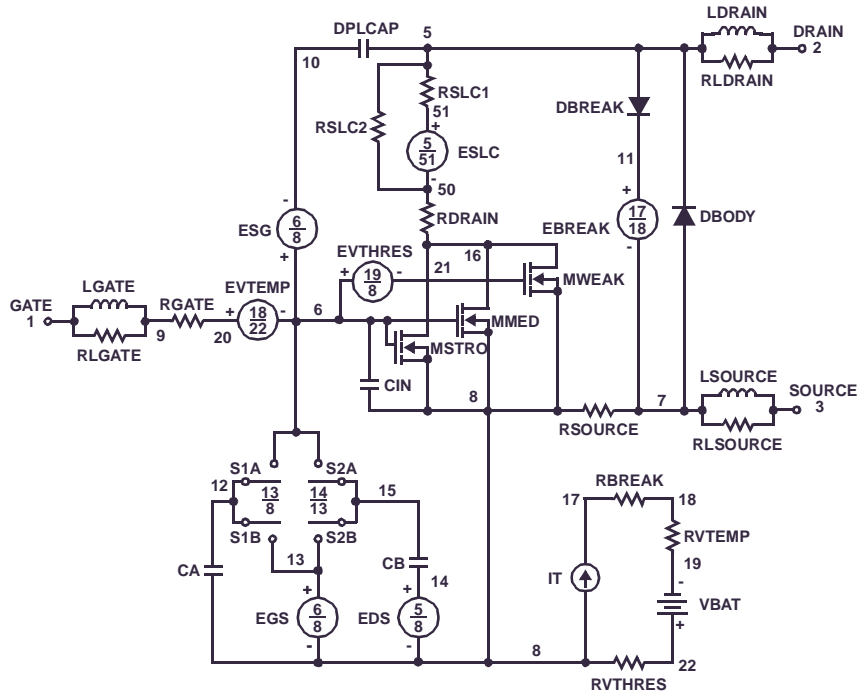 LDRAIN
DPLCAP
5
DRAIN
2
10
RLDRAIN
RSLC1
51
+
RSLC2
5
51
ESLC
-
50
DBREAK
11
+
17
18
EBREAK
-
DBODY
-
6
8
ESG
+
RDRAIN
EVTHRES
16
+
19
8
-
21
MWEAK
LGATE
GATE
1
RLGATE
9
RGATE
20
EVTEMP
+
18
22
-
6
MMED
MSTRO
CIN
8
7
RSOURCE
LSOURCE
SOURCE
3
RLSOURCE
S1A
S2A
12
13
8
14
13
15
S1B
S2B
13
CA
CB
14
+
6
8
EGS
-
+
5
8
EDS
-
RBREAK
17
18
RVTEMP
19
IT
-
VBAT
+
8
22
RVTHRES